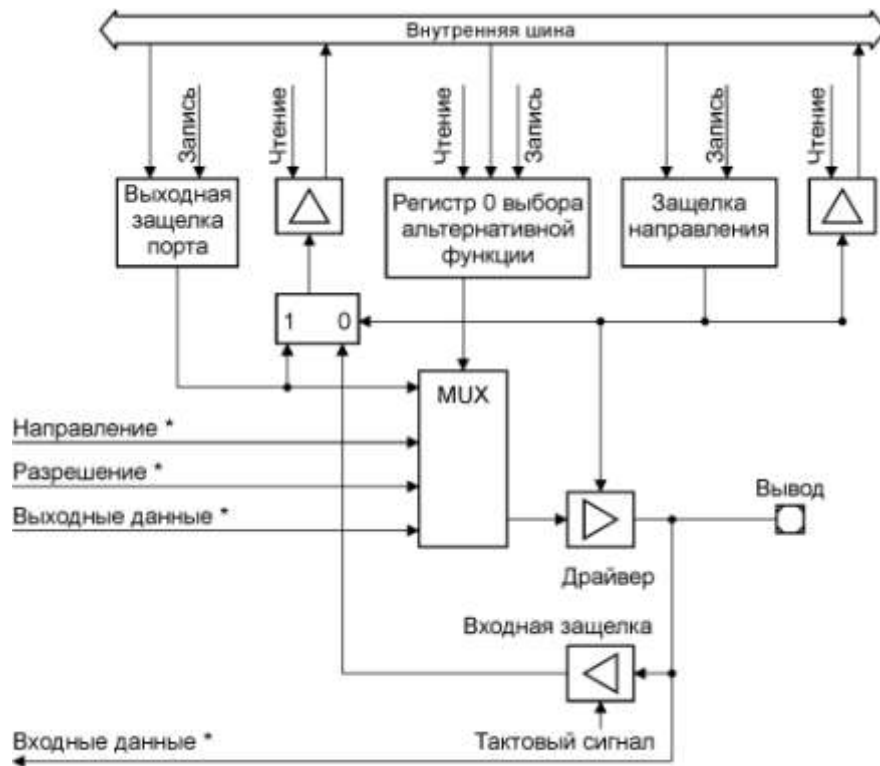 Внутренняя шина
Запись
Чтение
Чтение
Запись
Запись
Чтение
Выходная
защелка
порта
Регистр 0 выбора
альтернативной
функции
Защелка
направления
1 0
MUX
Направление *
Разрешение *
Выходные данные *
Вывод
Драйвер
Входная защелка
Тактовый сигнал
Входные данные *